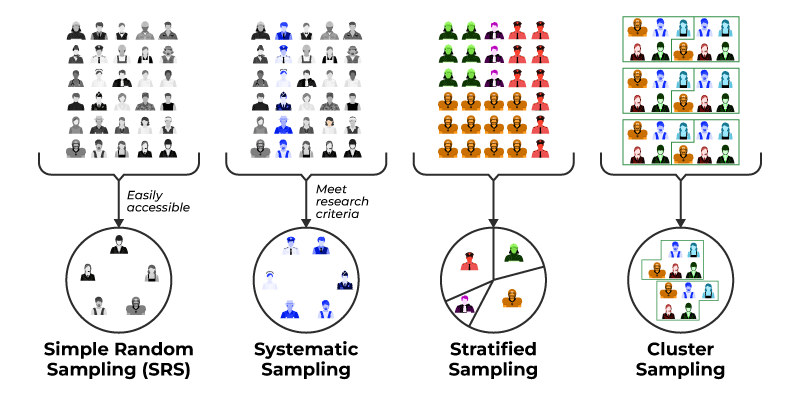 Easily
accessible
Meet
research
criteria
Simple Random
Sampling (SRS)
Systematic
Sampling
Stratified
Sampling
Cluster
Sampling